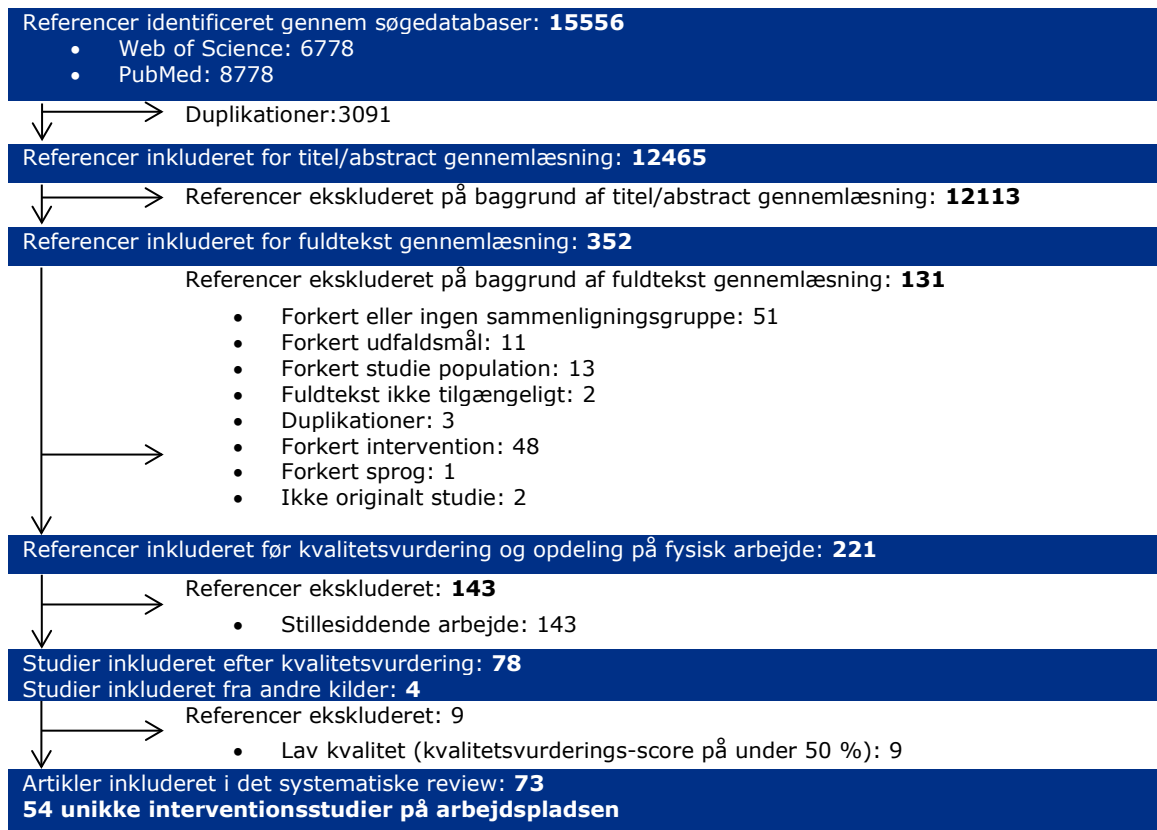 Referencer identificeret gennem søgedatabaser: 15556
• Web of Science: 6778
• PubMed: 8778
Duplikationer:3091
Referencer inkluderet for titel/abstract gennemlæsning: 12465
Referencer ekskluderet på baggrund af titel/abstract gennemlæsning: 12113
Referencer inkluderet for fuldtekst gennemlæsning: 352
Referencer ekskluderet på baggrund af fuldtekst gennemlæsning: 131
• Forkert eller ingen sammenligningsgruppe: 51
• Forkert udfaldsmål: 11
• Forkert studie population: 13
• Fuldtekst ikke tilgængeligt: 2
• Duplikationer: 3
• Forkert intervention: 48
• Forkert sprog: 1
• Ikke originalt studie: 2
Referencer inkluderet før kvalitetsvurdering og opdeling på fysisk arbejde: 221
Referencer ekskluderet: 143
• Stillesiddende arbejde: 143
Studier inkluderet efter kvalitetsvurdering: 78
Studier inkluderet fra andre kilder: 4
Referencer ekskluderet: 9
• Lav kvalitet (kvalitetsvurderings-score på under 50 %): 9
Artikler inkluderet i det systematiske review: 73
54 unikke interventionsstudier på arbejdspladsen